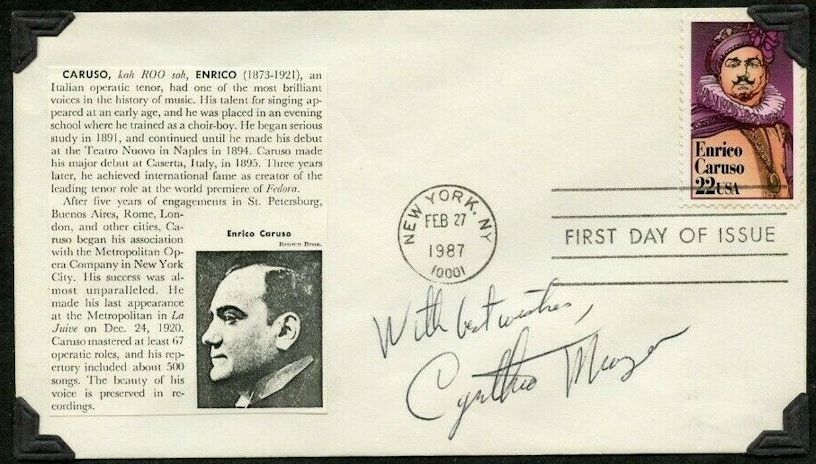 CARUSO, kah ROO soh, ENRICO (1873-1921), an
Italian operatic tenor, had one of the most brilliant
voices in the history of music. His talent for singing ap-
peared at an early age, and he was placed in an evening
school where he trained as a choir-boy. He began serious
study in 1891, and continued until he made his debut
at the Teatro Nuovo in Naples in 1894. Caruso made
his major debut at Caserta, Italy, in 1895. Three years
later, he achieved international fame as creator of the
leading tenor role at the world premiere of Fedora.
After five years of engagements in St. Petersburg,
Buenos Aires, Rome, Lon-
don, and other cities, Ca-
ruso began his association
with the Metropolitan Op-
era Company in New York
City. His success was al-
most unparalleled. He
made his last appearance
at the Metropolitan in La
Juive on Dec. 24, 1920.
Caruso mastered at least 67
operatic roles, and his rep-
ertory included about 500
songs. The beauty of his
voice is preserved in re-
cordings.
Enrico Caruso
Brown Bros.
Enrico
Caruso
22USA
NEW YORK, NY
FEB 27
1987
10001
FIRST DAY OF ISSUE
With best wishes,
Cynthia